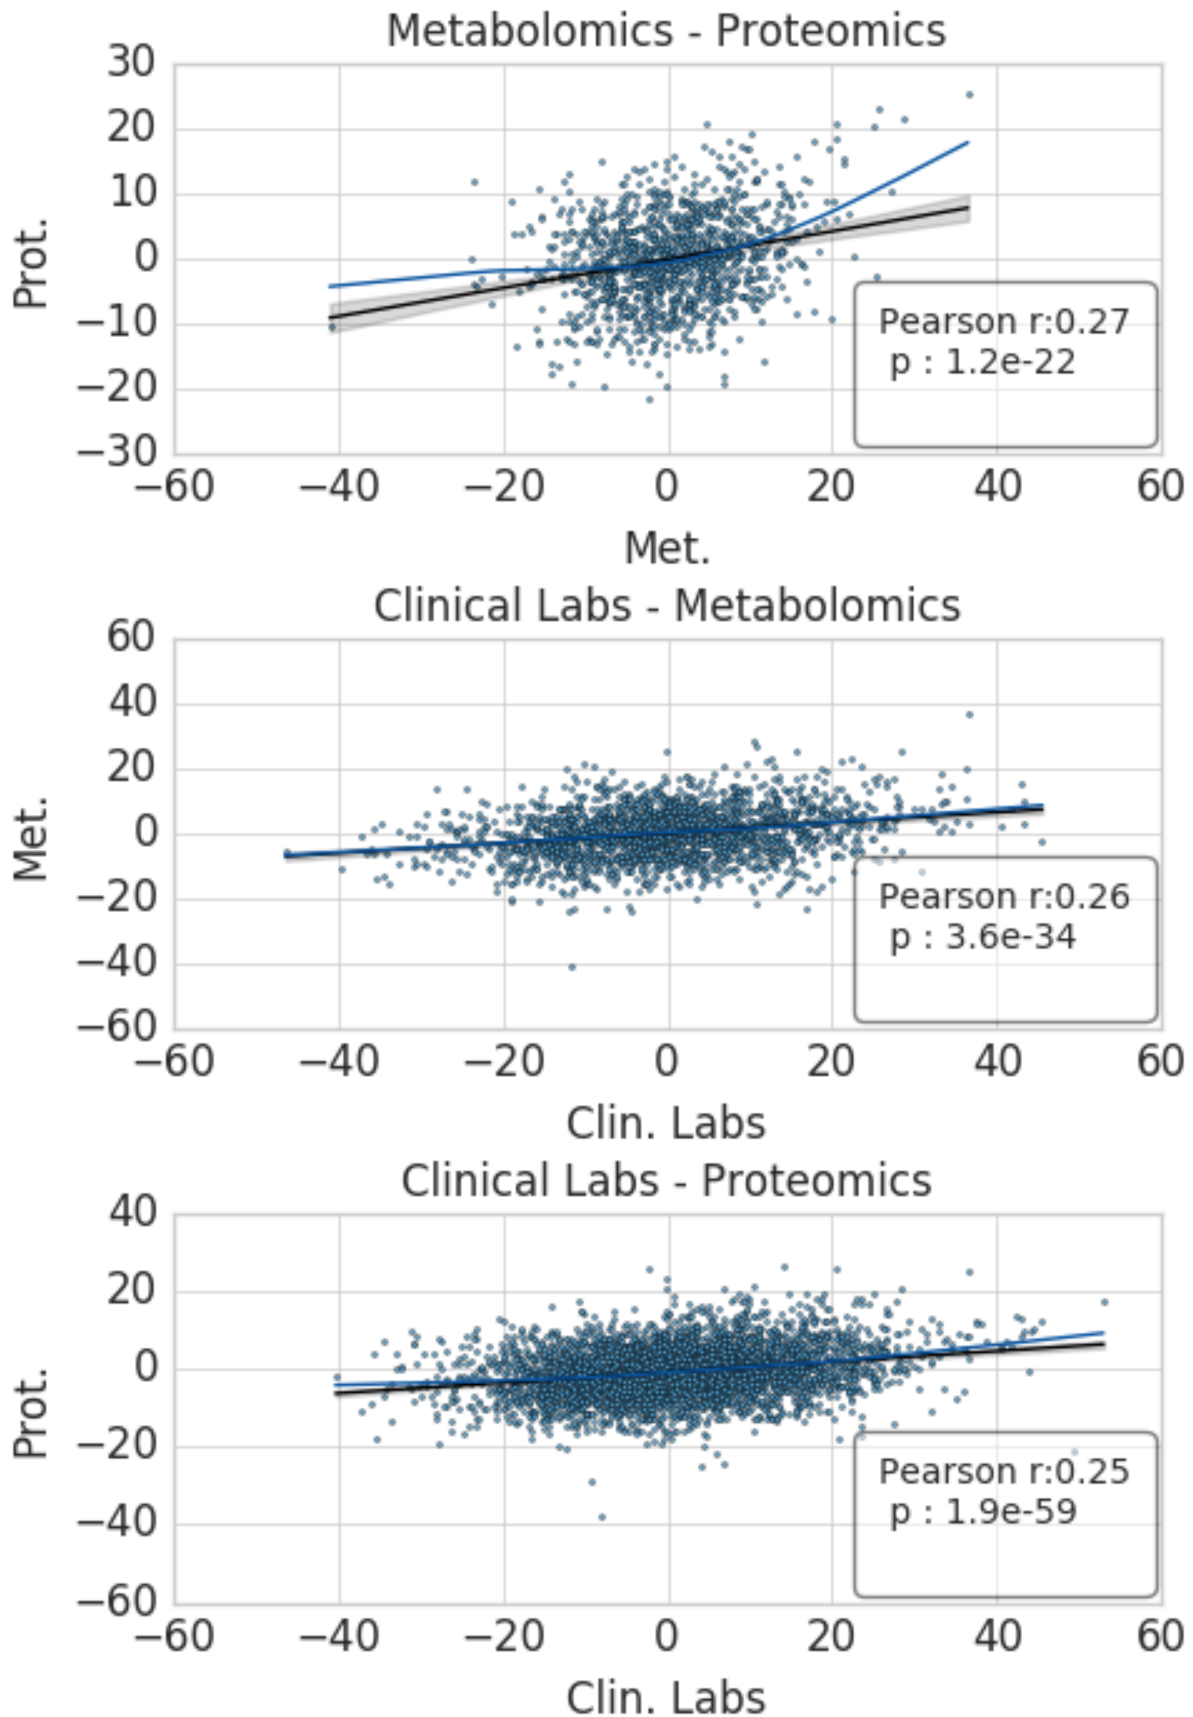 Metabolomics - Proteomics
30
20
10
0
−10
−20
−30
Prot.
Pearson r:0.27
p : 1.2e-22
−60 −40 −20 0 20 40 60
Met.
Clinical Labs - Metabolomics
60
40
20
0
−20
−40
−60
Met.
Pearson r:0.26
p : 3.6e-34
−60 −40 −20 0 20 40 60
Clin. Labs
Clinical Labs - Proteomics
40
20
0
−20
−40
−60
Prot.
Pearson r:0.25
p : 1.9e-59
−60 −40 −20 0 20 40 60
Clin. Labs